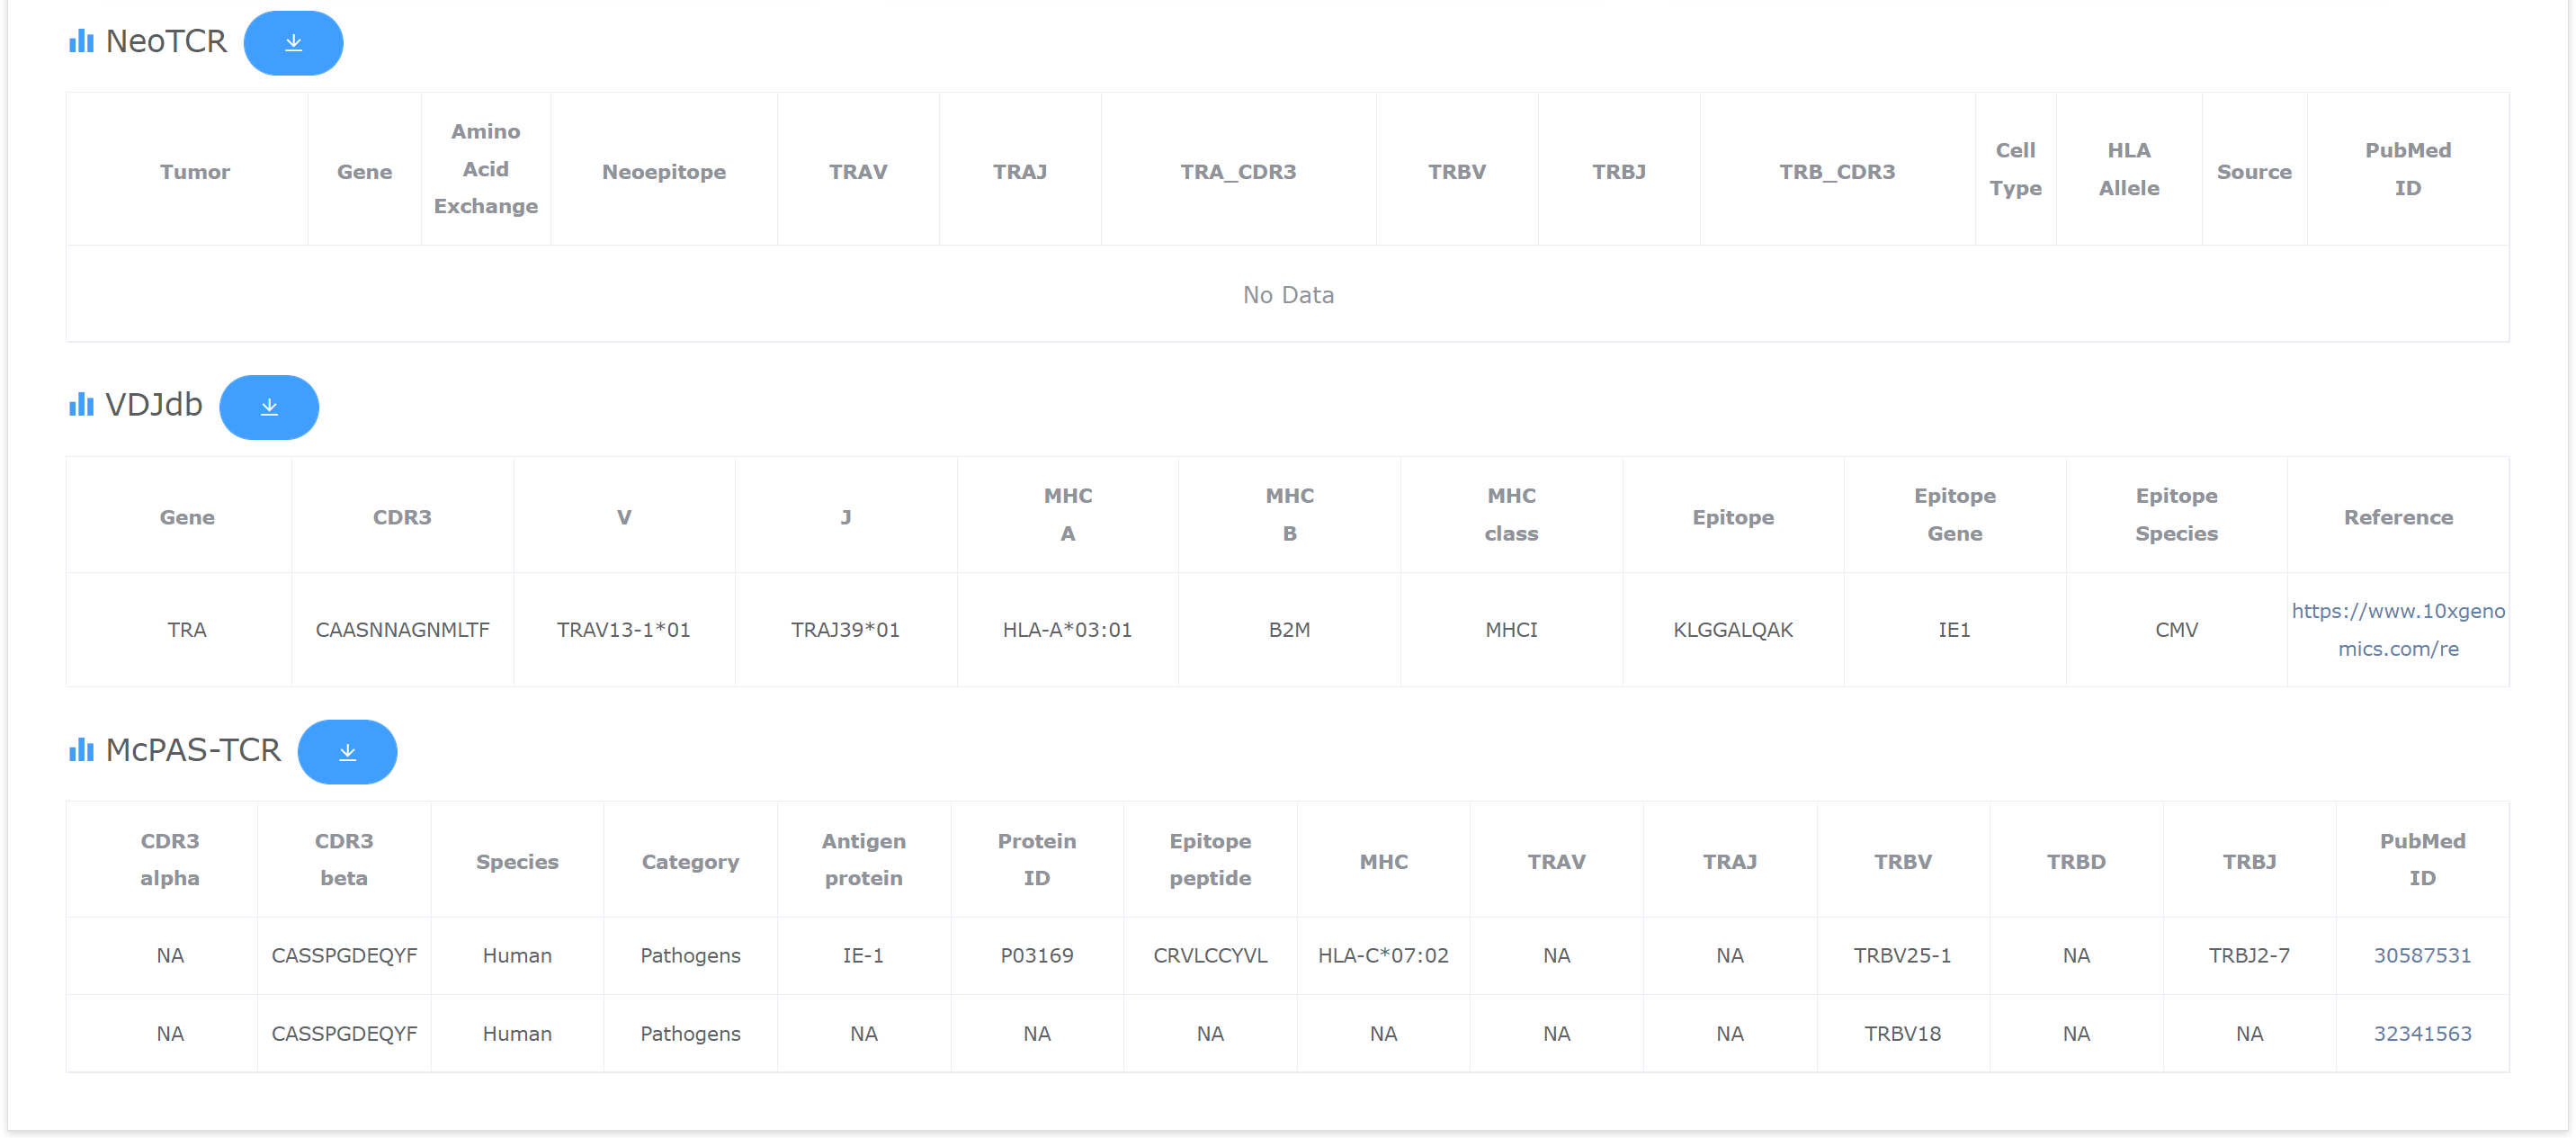 NeoTCR
Tumor Gene Amino Acid Exchange Neoepitope TRAV TRAJ TRA_CDR3 TRBV TRBJ TRB_CDR3 Cell Type HLA Allele Source PubMed ID
No Data
VDJdb
Gene CDR3 V J MHC A MHC B MHC class Epitope Epitope Gene Epitope Species Reference
TRA CAASNNAGNMLTF TRAV13-1*01 TRAJ39*01 HLA-A*03:01 B2M MHCI KLGGALQAK IE1 CMV https://www.10xgenomics.com/re
McPAS-TCR
CDR3 alpha CDR3 beta Species Category Antigen protein Protein ID Epitope peptide MHC TRAV TRAJ TRBV TRBD TRBJ PubMed ID
NA CASSPGDEQYF Human Pathogens IE-1 P03169 CRVLCCYVL HLA-C*07:02 NA NA TRBV25-1 NA TRBJ2-7 30587531
NA CASSPGDEQYF Human Pathogens NA NA NA NA NA NA TRBV18 NA NA 32341563